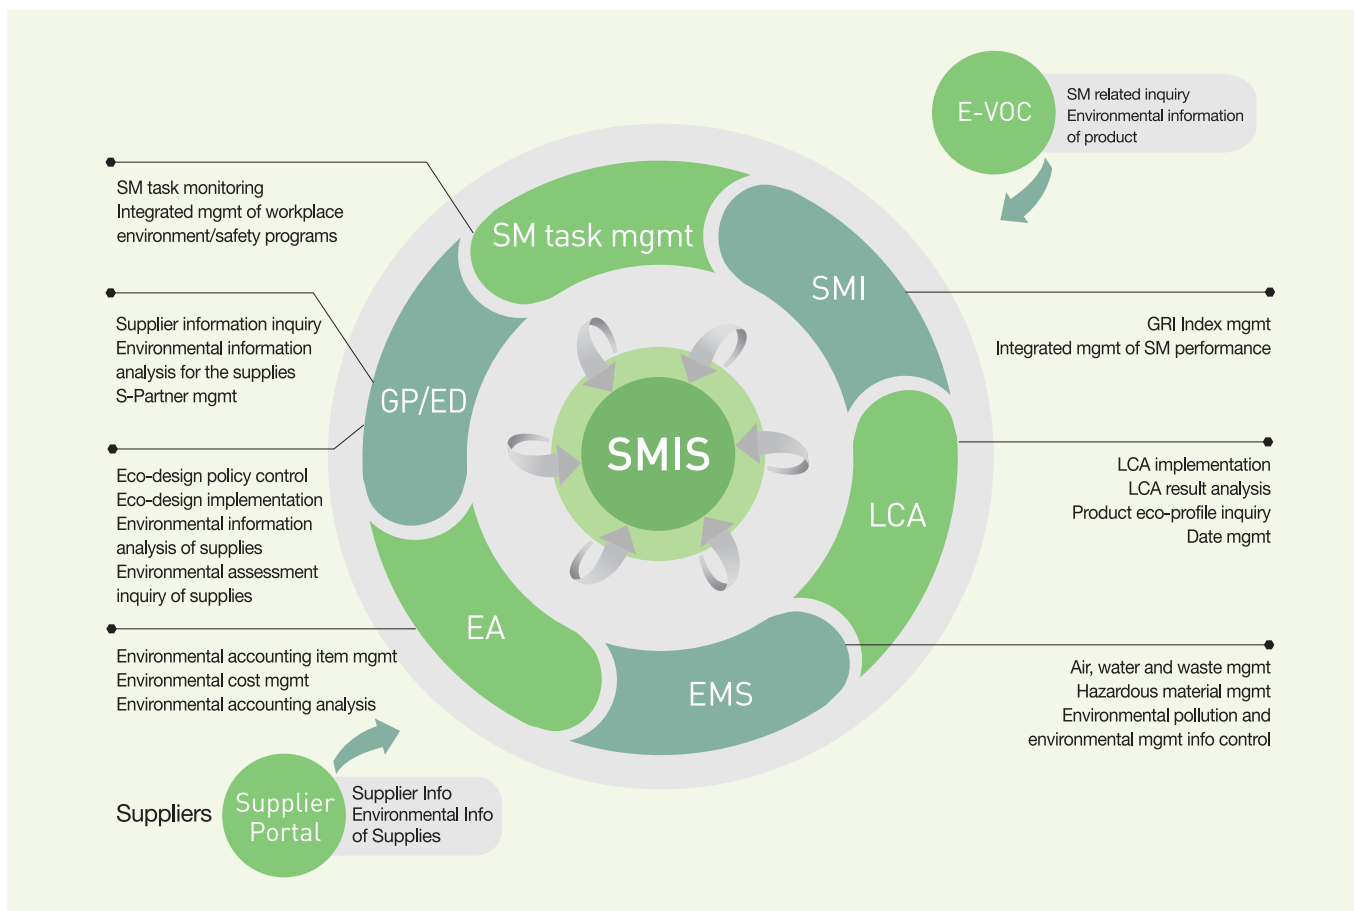 E-VOC
SM related inquiry
Environmental information
of product
SM task monitoring
Integrated mgmt of workplace
environment/safety programs
Supplier information inquiry
Environmental information
analysis for the supplies
S-Partner mgmt
Eco-design policy control
Eco-design implementation
Environmental information
analysis of supplies
Environmental assessment
inquiry of supplies
Environmental accounting item mgmt
Environmental cost mgmt
Environmental accounting analysis
SM task mgmt
SMI
GP/ED
SMIS
LCA
EA
EMS
GRI Index mgmt
Integrated mgmt of SM performance
LCA implementation
LCA result analysis
Product eco-profile inquiry
Date mgmt
Air, water and waste mgmt
Hazardous material mgmt
Environmental pollution and
environmental mgmt info control
Suppliers
Supplier
Portal
Supplier Info
Environmental Info
of Supplies